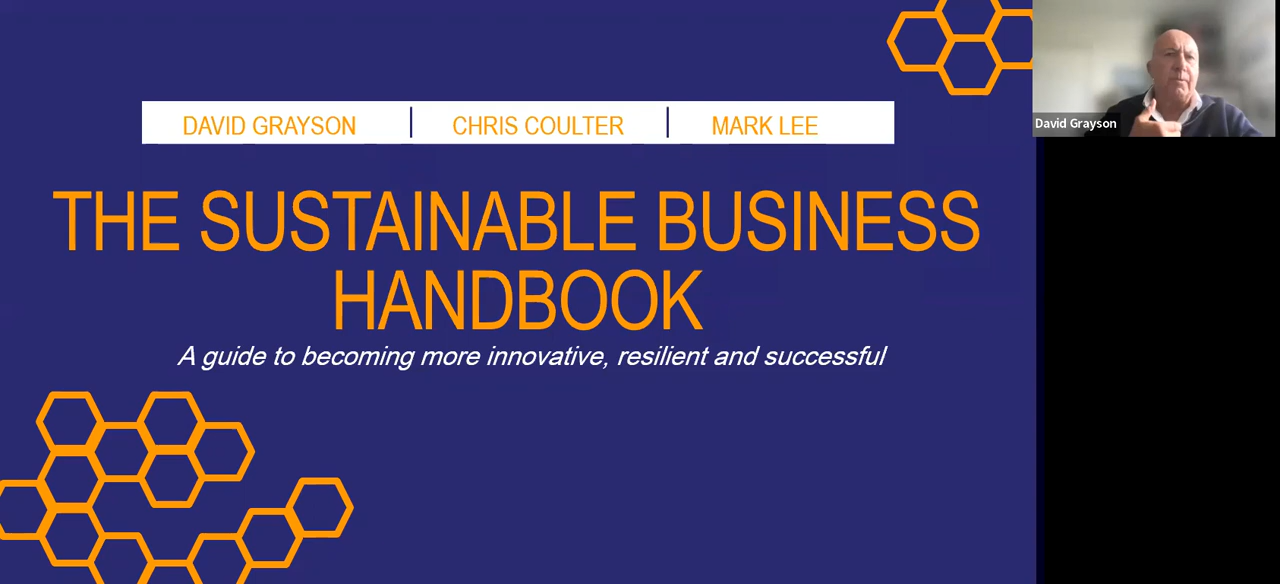 DAVID GRAYSON | CHRIS COULTER | MARK LEE
THE SUSTAINABLE BUSINESS
HANDBOOK
A guide to becoming more innovative, resilient and successful
David Grayson